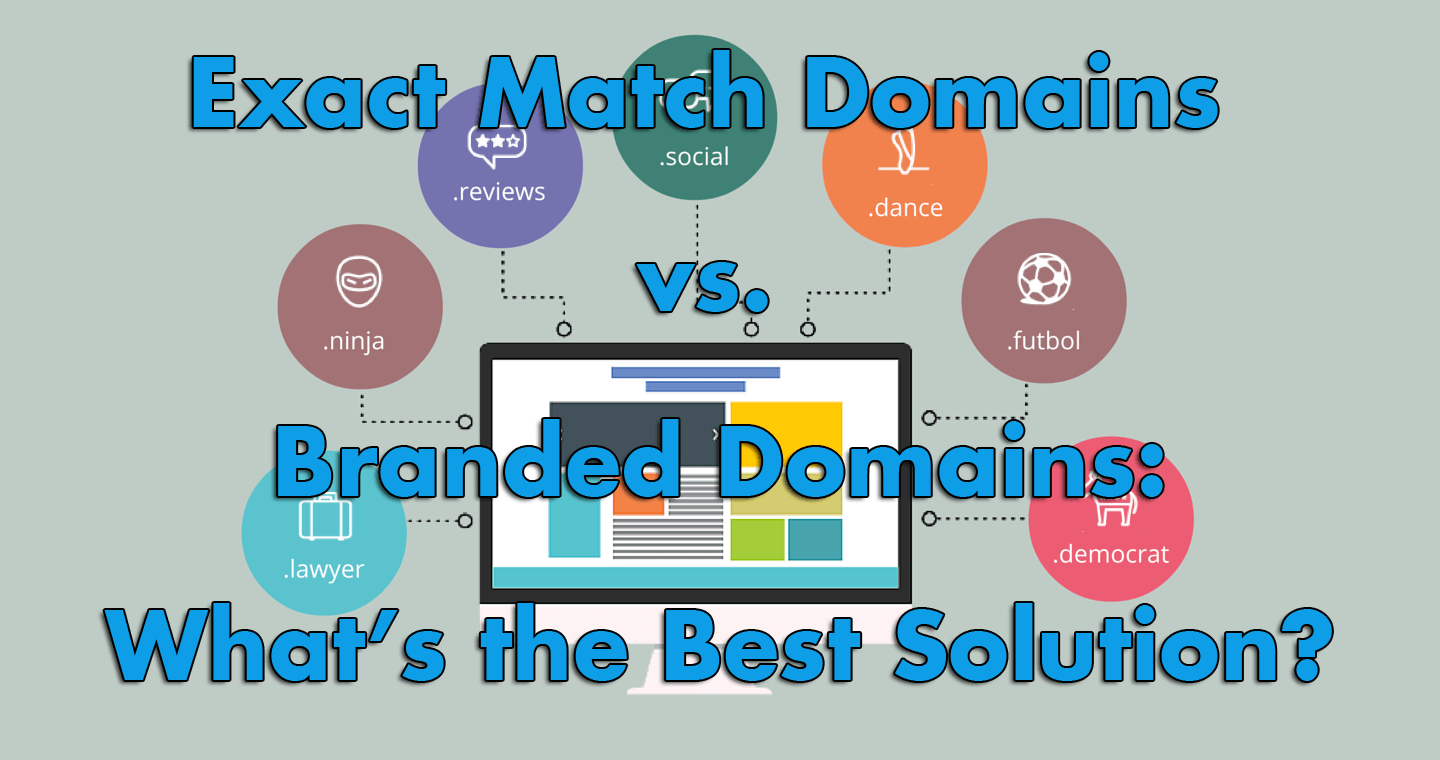 Exact Match Domains
.social
.reviews
.dance
vs.
.ninja
.futbol
Branded Domains:
.lawyer
.democrat
What's the Best Solution?